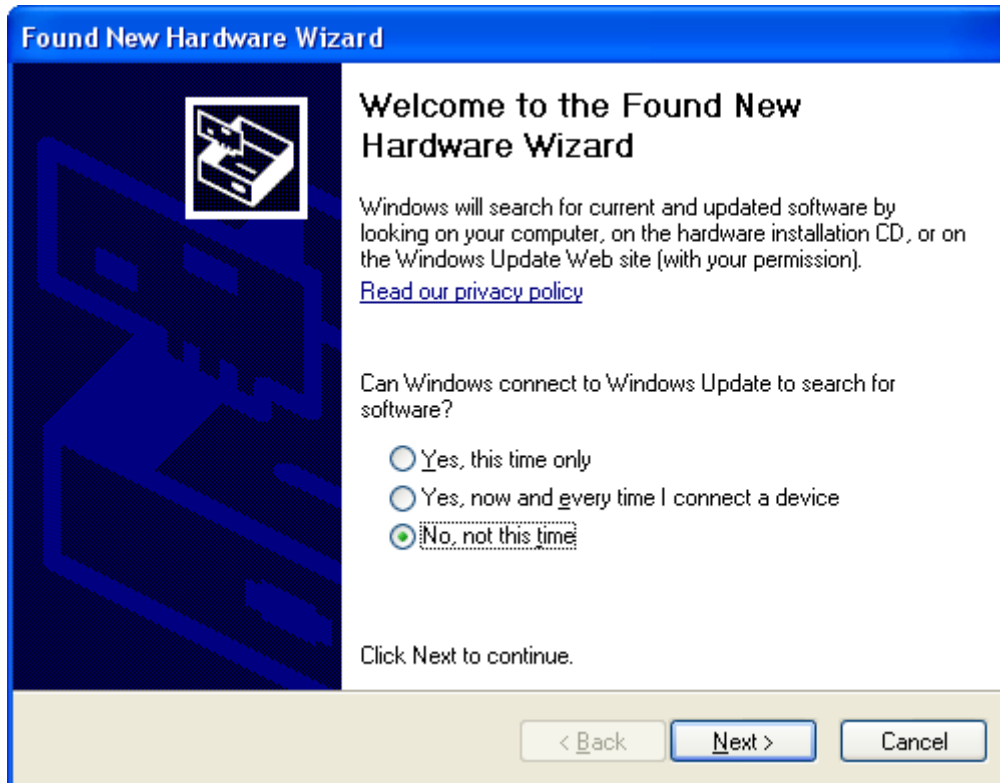 Found New Hardware Wizard
Welcome to the Found New
Hardware Wizard
Windows will search for current and updated software by
looking on your computer, on the hardware installation CD, or on
the Windows Update Web site (with your permission).
Read our privacy policy
Can Windows connect to Windows Update to search for
software?
Yes, this time only
Yes, now and every time I connect a device
No, not this time
Click Next to continue.
< Back
Next >
Cancel